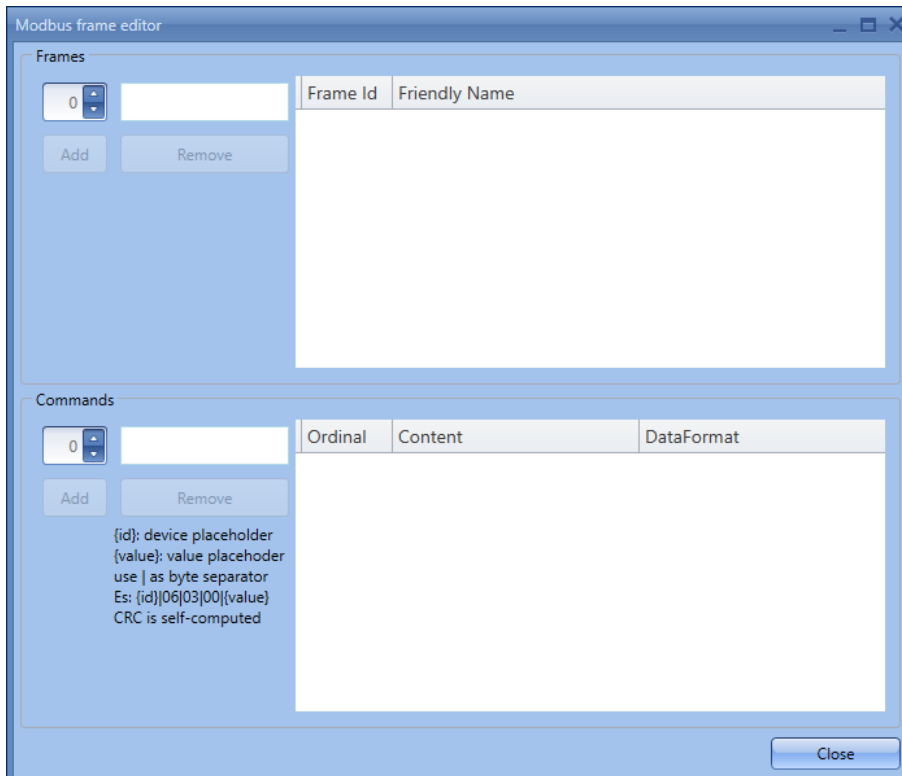 Modbus frame editor
Frames
0
Frame Id Friendly Name
Add Remove
Commands
0
Ordinal Content DataFormat
Add Remove
{id}: device placeholder
{value}: value placehoder
use | as byte separator
Es: {id}|06|03|00|{value}
CRC is self-computed
Close